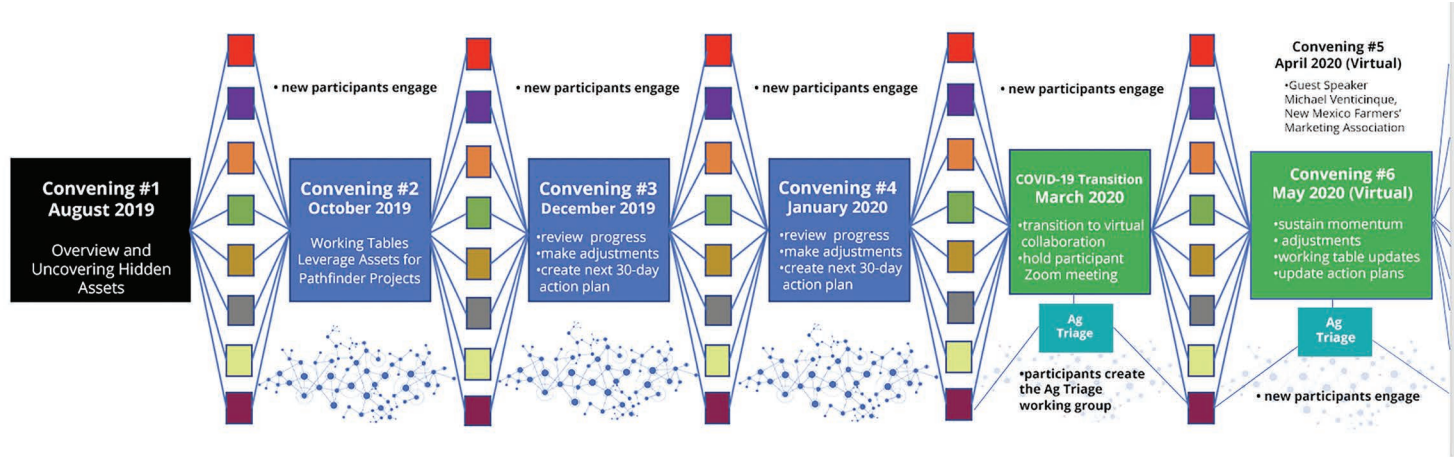 Convening #1
August 2019
Overview and
Uncovering Hidden
Assets
• new participants engage
Convening #2
October 2019
Working Tables
Leverage Assets for
Pathfinder Projects
• new participants engage
Convening #3
December 2019
•review progress
•make adjustments
•create next 30-day
action plan
• new participants engage
Convening #4
January 2020
•review progress
•make adjustments
•create next 30-day
action plan
• new participants engage
COVID-19 Transition
March 2020
•transition to virtual
collaboration
•hold participant
Zoom meeting
Ag
Triage
•participants create
the Ag Triage
working group
Convening #5
April 2020 (Virtual)
•Guest Speaker
Michael Venticinque,
New Mexico Farmers'
Marketing Association
Convening #6
May 2020 (Virtual)
•sustain momentum
• adjustments
•working table updates
•update action plans
Ag
Triage
• new participants engage